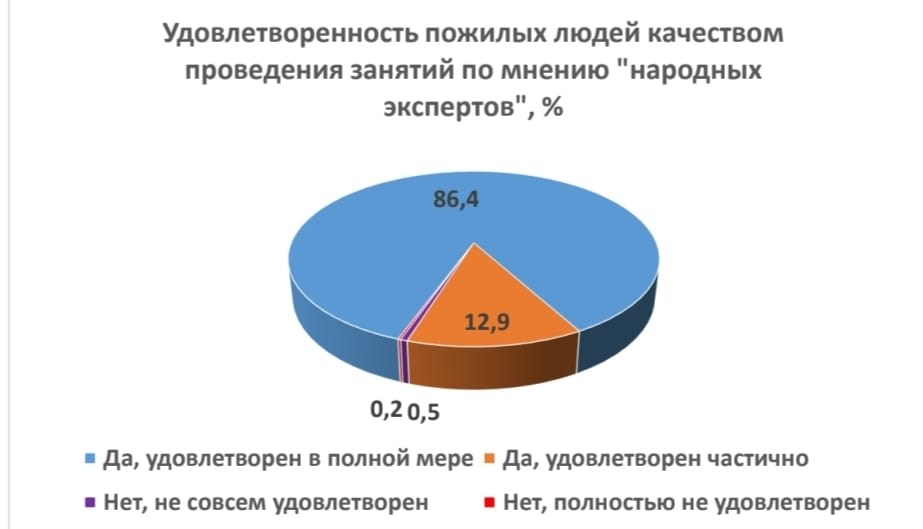 Удовлетворенность пожилых людей качеством
проведения занятий по мнению "народных
экспертов", %
86,4
12,9
0,2 0,5
Да, удовлетворен в полной мере Да, удовлетворен частично
Нет, не совсем удовлетворен Нет, полностью не удовлетворен